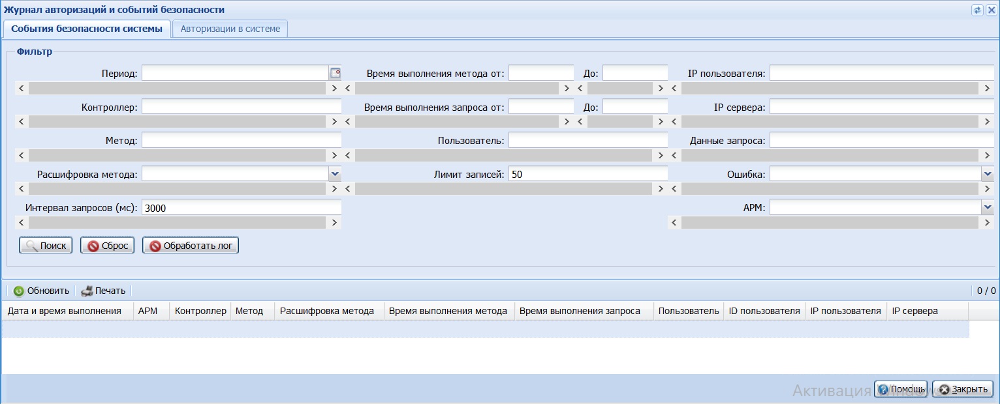 Журнал авторизаций и событий безопасности
События безопасности системы Авторизации в системе
Фильтр
Период: Время выполнения метода от: До: IP пользователя:
Контроллер: Время выполнения запроса от: До: IP сервера:
Метод: Пользователь: Данные запроса:
Расшифровка метода: Лимит записей: 50 Ошибка:
Интервал запросов (мс): 3000 АРМ:
Поиск Сброс Обработать лог
Обновить Печать 0 / 0
Дата и время выполнения АРМ Контроллер Метод Расшифровка метода Время выполнения метода Время выполнения запроса Пользователь ID пользователя IP пользователя IP сервера
Активация Windows Помощь Закрыть